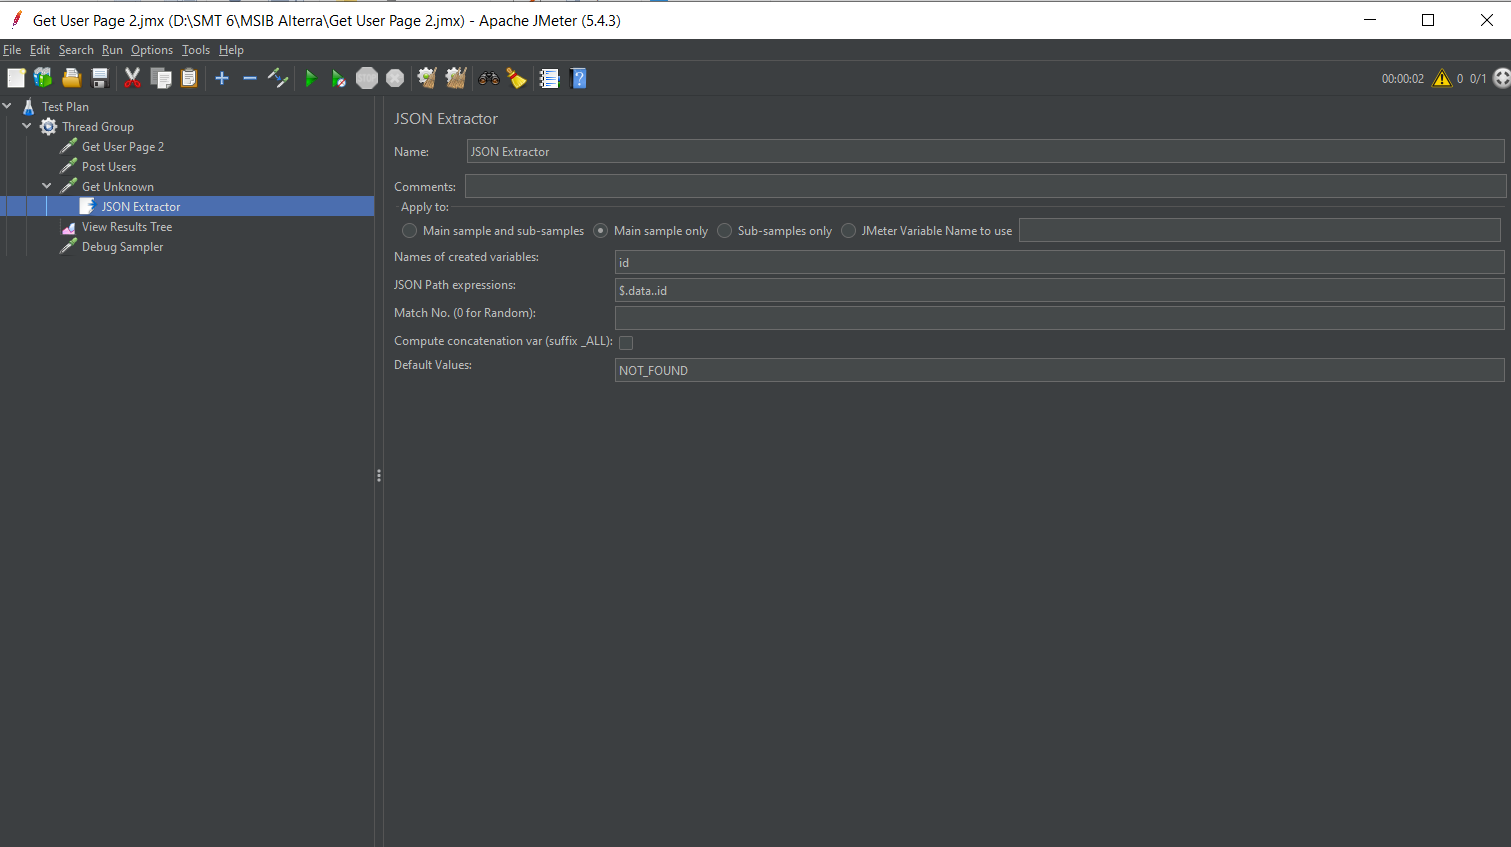 Get User Page 2.jmx (D:\SMT 6\MSIB Alterra\Get User Page 2.jmx) - Apache JMeter (5.4.3)
File Edit Search Run Options Tools Help
STOP
00:00:02 0 0/1
Test Plan
Thread Group
Get User Page 2
Post Users
Get Unknown
JSON Extractor
View Results Tree
Debug Sampler
JSON Extractor
Name: JSON Extractor
Comments:
Apply to:
Main sample and sub-samples Main sample only Sub-samples only JMeter Variable Name to use
Names of created variables: id
JSON Path expressions: $.data..id
Match No. (0 for Random):
Compute concatenation var (suffix _ALL):
Default Values: NOT_FOUND